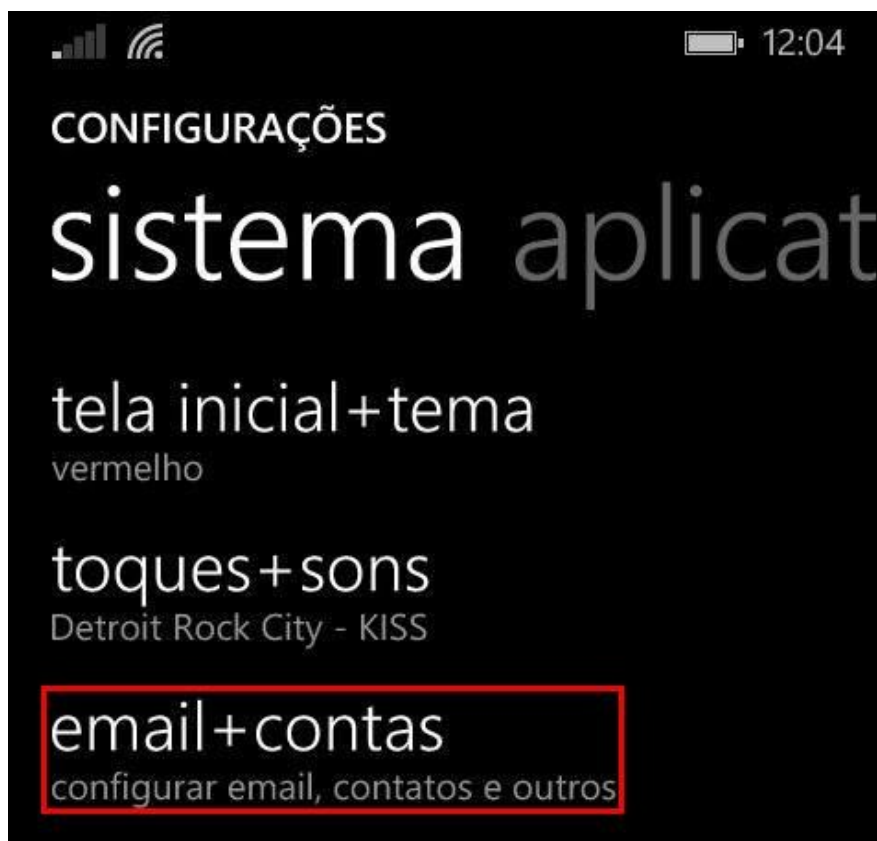 12:04
CONFIGURAÇÕES
sistema aplicat
tela inicial+tema
vermelho
toques+sons
Detroit Rock City - KISS
email+contas
configurar email, contatos e outros